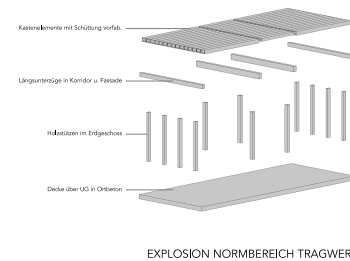 Kastenelemente mit Schüttung vorfab.
Längsunterzüge in Korridor u. Fassade
Holzstützen im Erdgeschoss
Decke über UG in Ortbeton
EXPLOSION NORMBEREICH TRAGWER